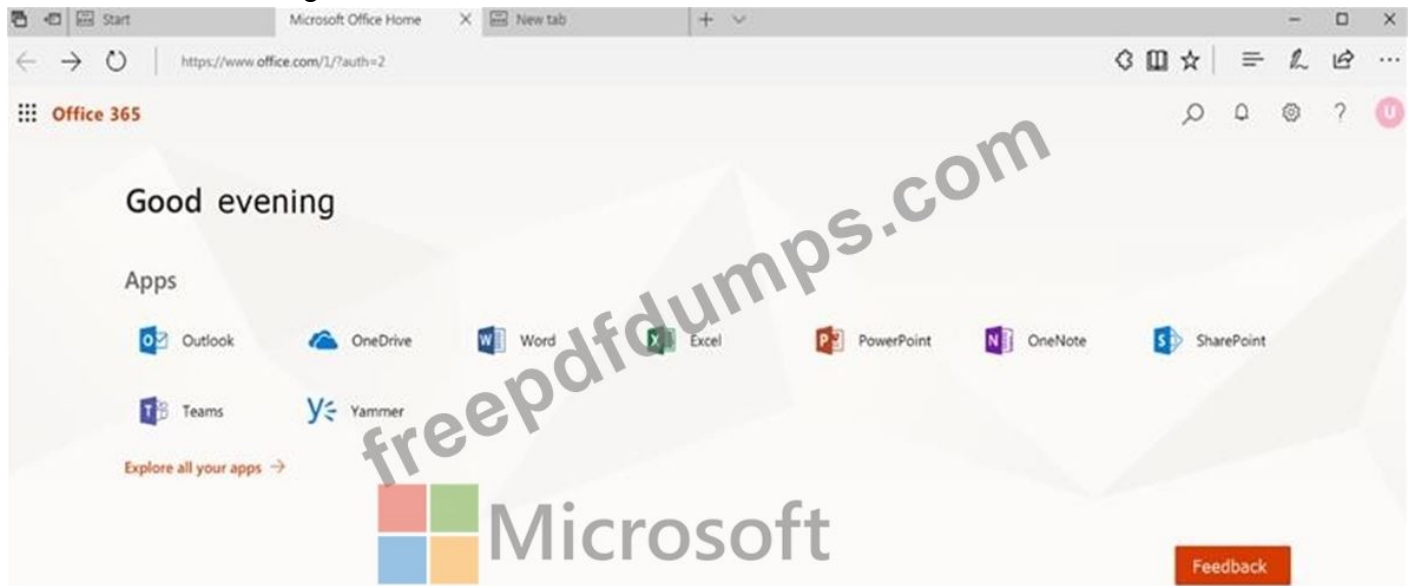 Start Microsoft Office Home New tab
https://www.office.com/1/?auth=2
Office 365 ? U
Good evening
Apps
Outlook OneDrive Word Excel PowerPoint OneNote SharePoint
Teams Yammer
Explore all your apps →
freepdfdumps.com
Microsoft
Feedback